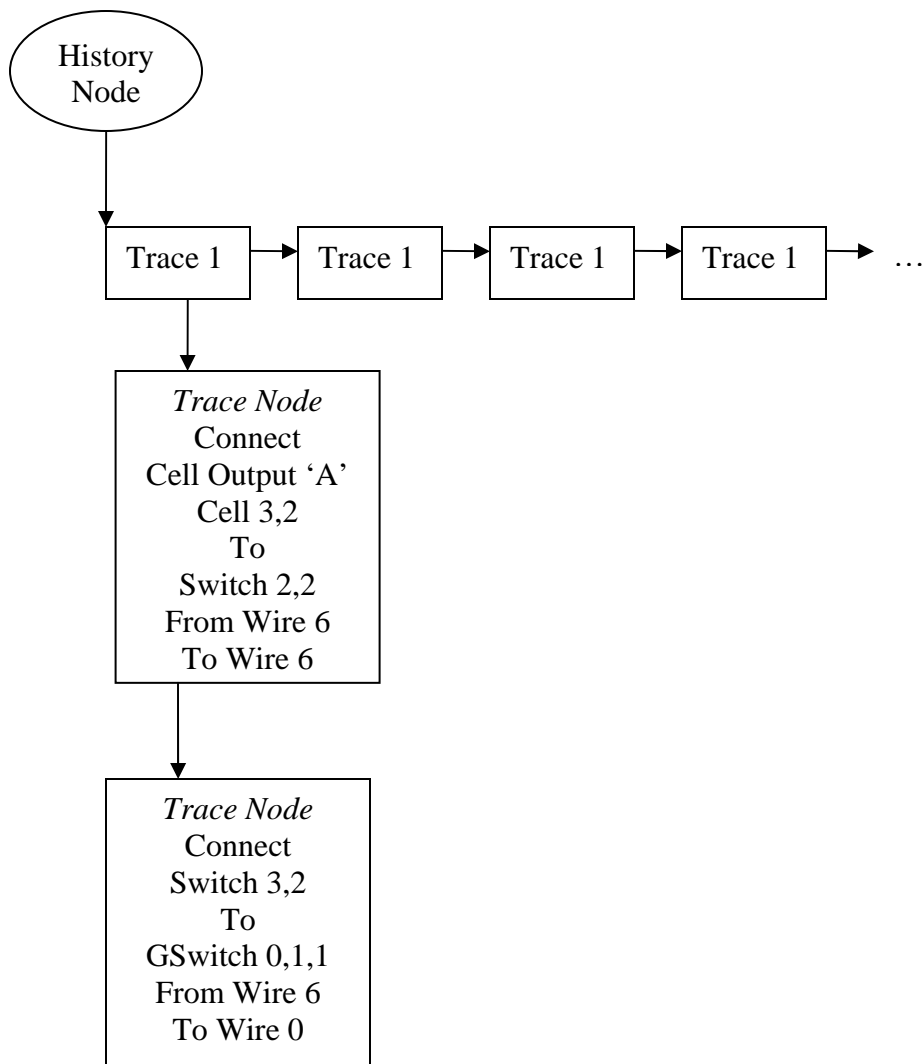 History
Node
Trace 1
Trace 1
Trace 1
Trace 1
…
Trace Node
Connect
Cell Output ‘A’
Cell 3,2
To
Switch 2,2
From Wire 6
To Wire 6
Trace Node
Connect
Switch 3,2
To
GSwitch 0,1,1
From Wire 6
To Wire 0